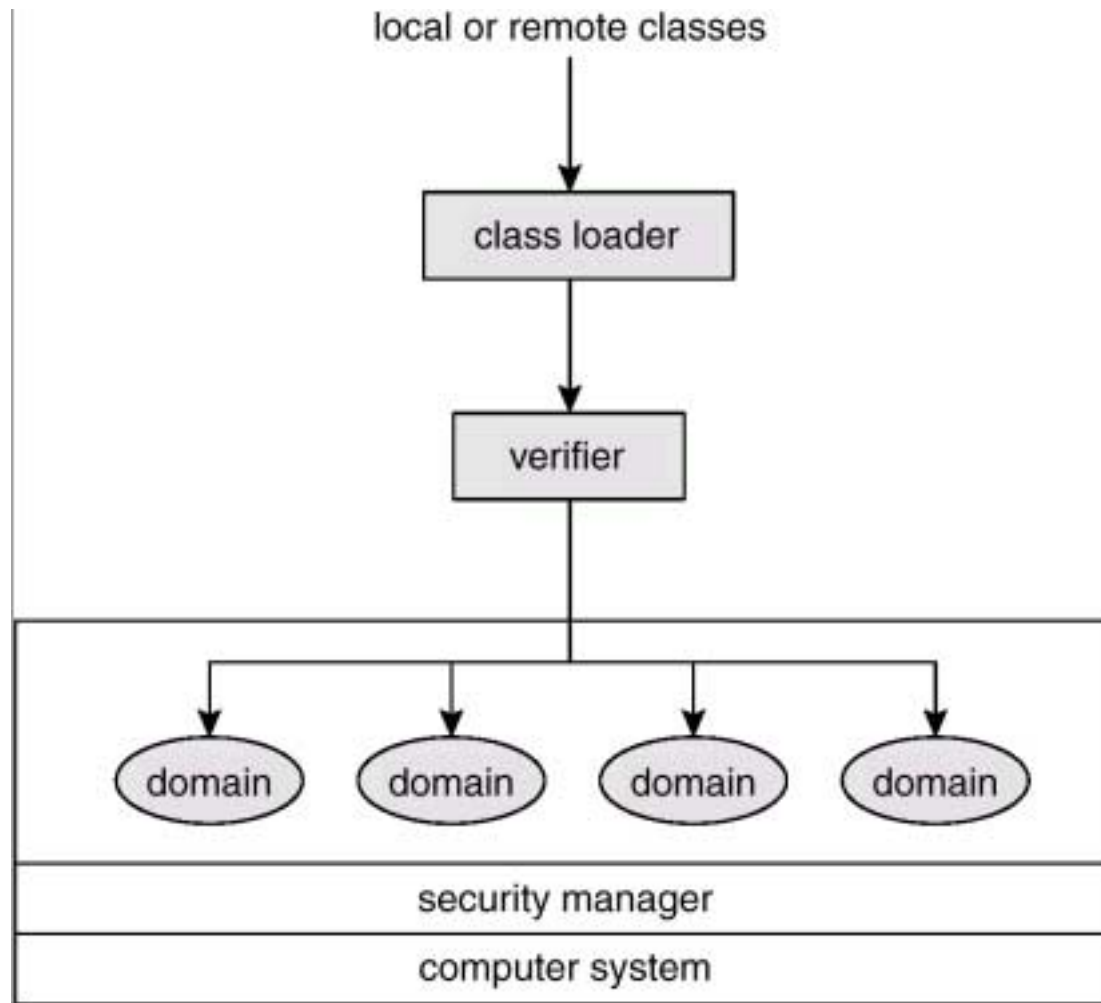 local or remote classes
class loader
verifier
domain domain domain domain
security manager
computer system